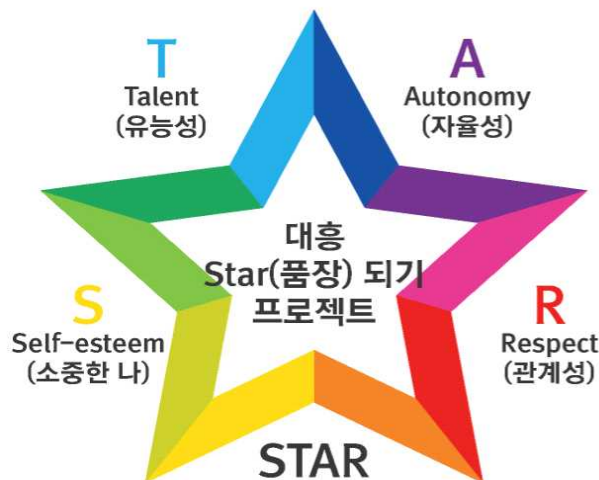 T
Talent
(유능성)
A
Autonomy
(자율성)
대흥
Star(품장) 되기
프로젝트
S
Self-esteem
(소중한 나)
R
Respect
(관계성)
STAR